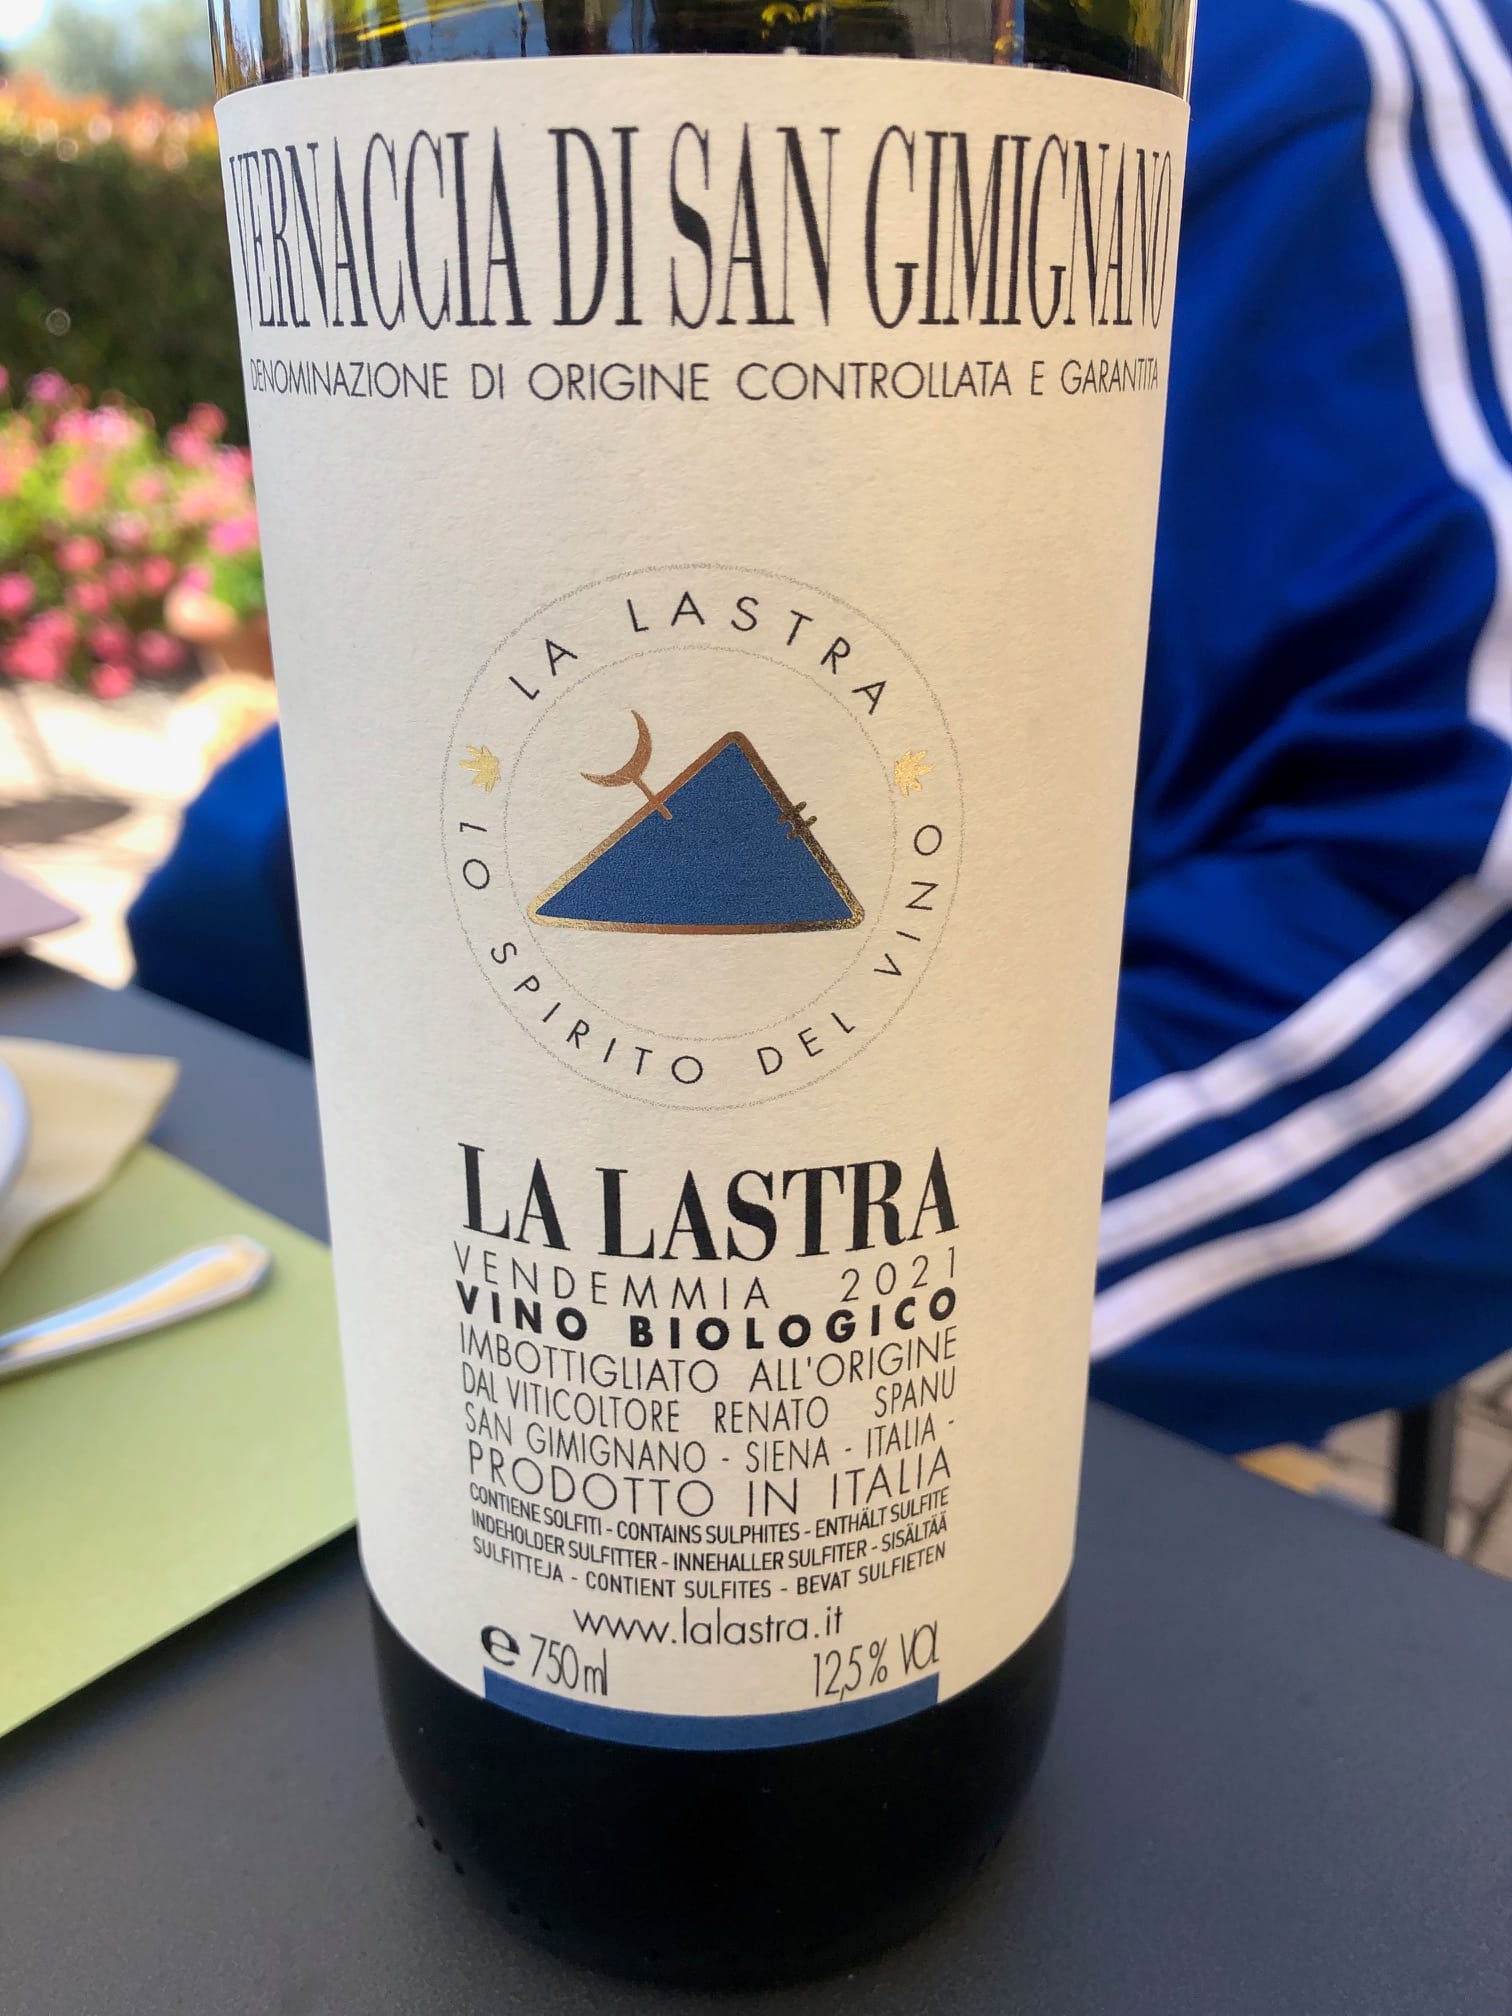 VERNACCIA DI SAN GIMIGNANO
DENOMINAZIONE DI ORIGINE CONTROLLATA E GARANTITA
LA LASTRA
LO SPIRITO DEL VINO
LA LASTRA
VENDEMMIA 2021
VINO BIOLOGICO
IMBOTTIGLIATO ALL'ORIGINE
DAL VITICOLTORE RENATO SPANU
SAN GIMIGNANO - SIENA - ITALIA -
PRODOTTO IN ITALIA
CONTIENE SOLFITI - CONTAINS SULPHITES - ENTHÄLT SULFITE
INDEHOLDER SULFITTER - INNEHALLER SULFITER - SISÄLTÄÄ
SULFITTEJA - CONTIENT SULFITES - BEVAT SULFIETEN
www.lalastra.it
e 750ml 12,5% VOL